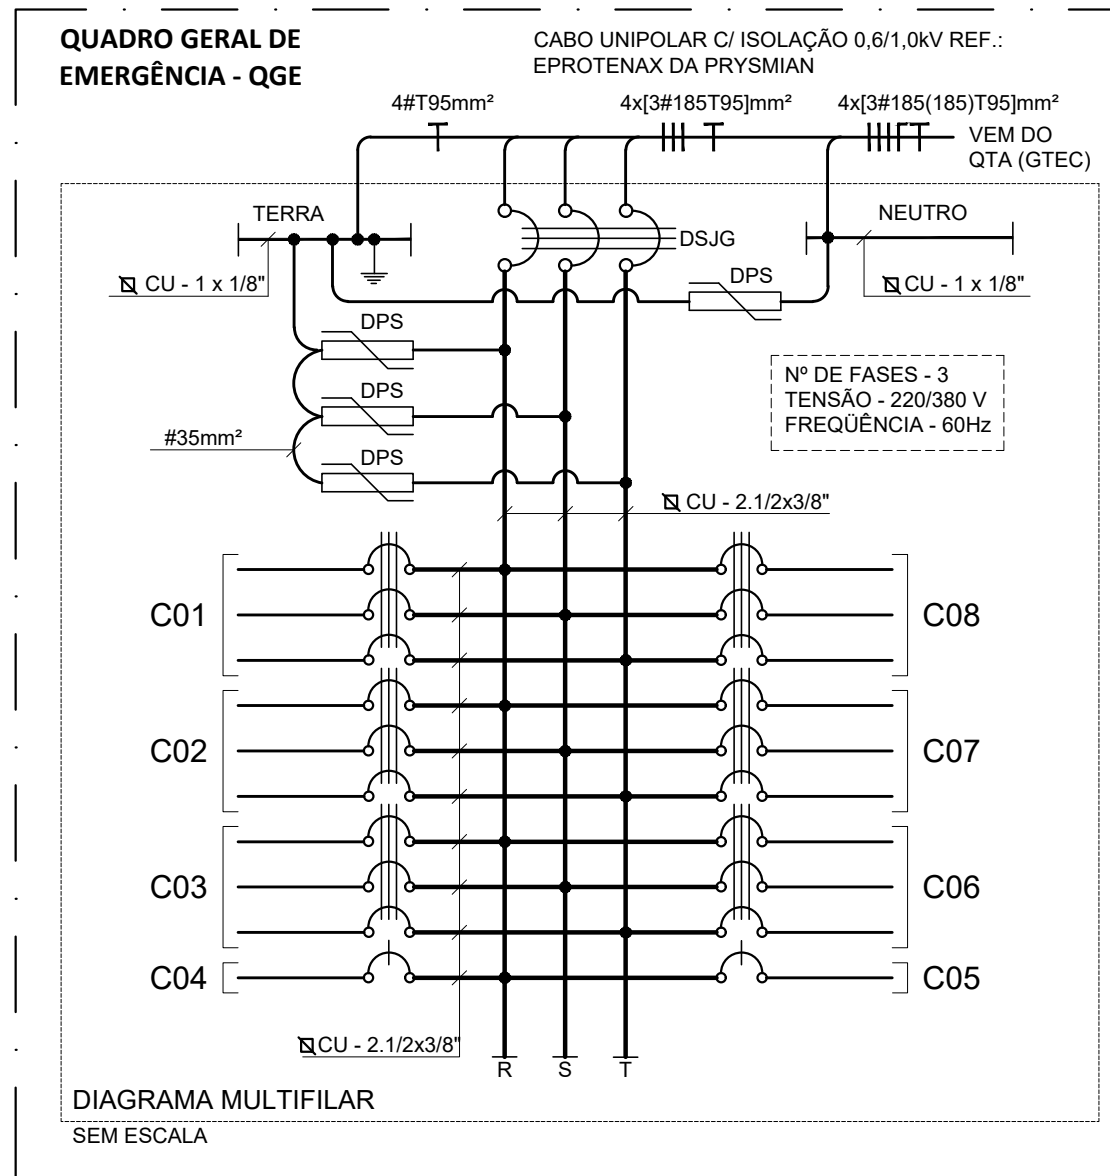 QUADRO GERAL DE
EMERGÊNCIA - QGE
CABO UNIPOLAR C/ ISOLAÇÃO 0,6/1,0kV REF.:
EPROTENAX DA PRYSMIAN
4#T95mm²
4x[3#185T95]mm²
4x[3#185(185)T95]mm²
VEM DO
QTA (GTEC)
TERRA
NEUTRO
DSJG
CU - 1 x 1/8"
DPS
CU - 1 x 1/8"
DPS
Nº DE FASES - 3
TENSÃO - 220/380 V
FREQÜÊNCIA - 60Hz
DPS
#35mm²
DPS
CU - 2.1/2x3/8"
C01
C08
C02
C07
C03
C06
C04
C05
CU - 2.1/2x3/8"
R
S
T
DIAGRAMA MULTIFILAR
SEM ESCALA